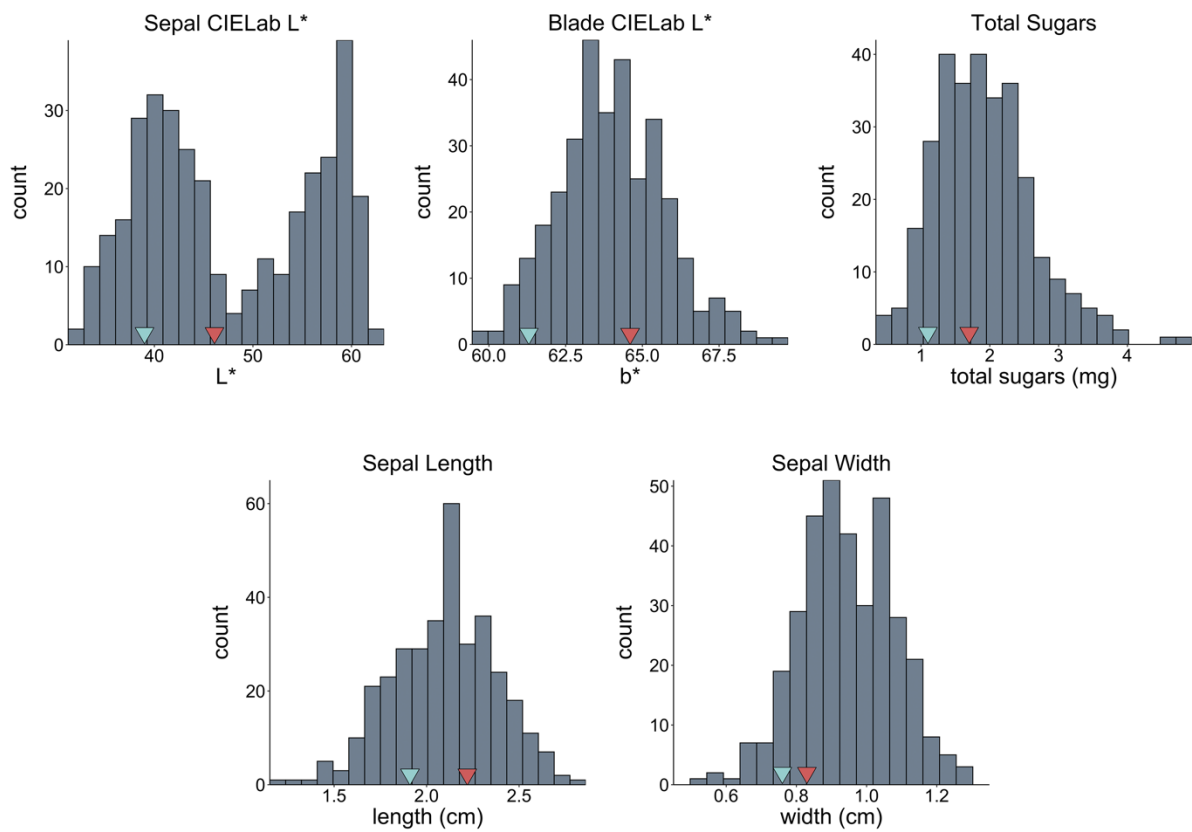 Sepal CIELab L*
count
0
10
20
30
40
50
60
L*
Blade CIELab L*
count
0
10
20
30
40
60.0
62.5
65.0
67.5
b*
Total Sugars
count
0
10
20
30
40
1
2
3
4
total sugars (mg)
Sepal Length
count
0
20
40
60
1.5
2.0
2.5
length (cm)
Sepal Width
count
0
10
20
30
40
50
0.6
0.8
1.0
1.2
width (cm)